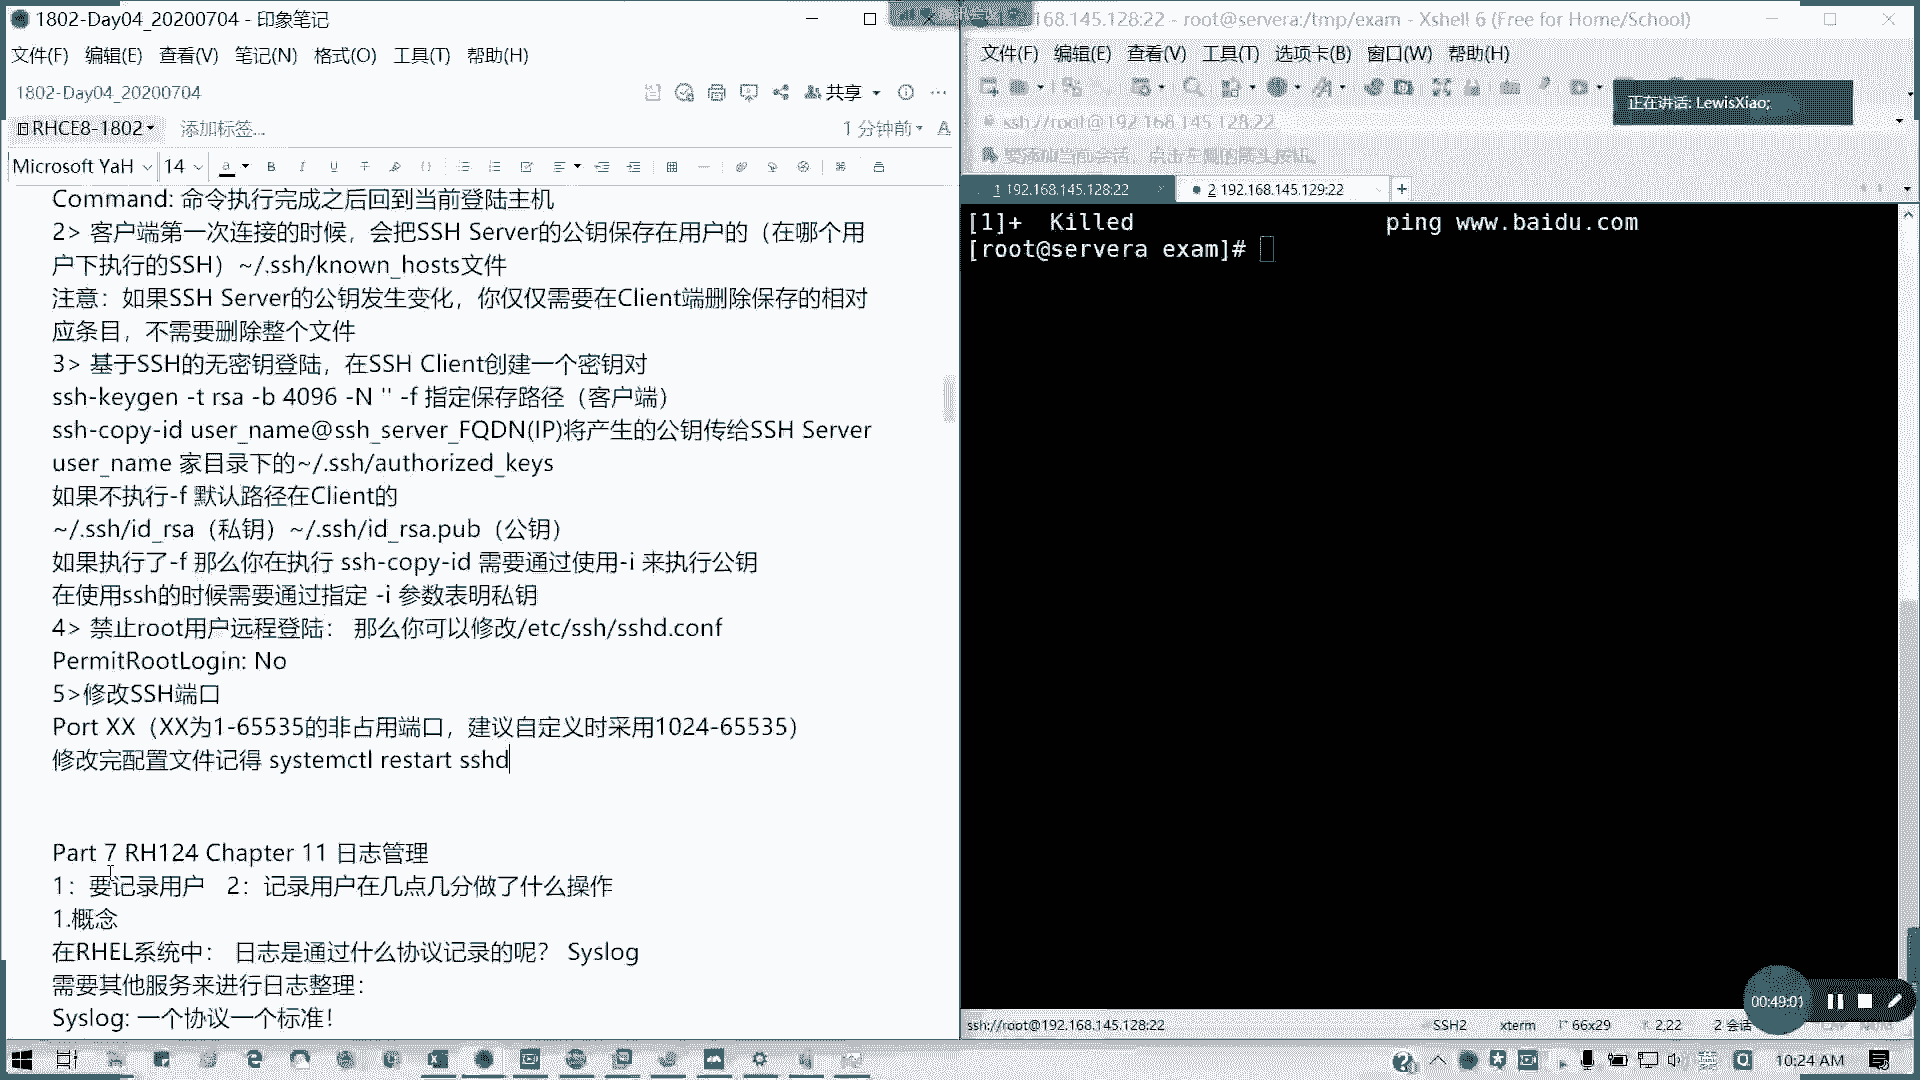 1802-Day04_20200704 - 印象笔记
文件(F) 编辑(E) 查看(V) 笔记(N) 格式(O) 工具(T) 帮助(H)
1802-Day04_20200704
共享
RHCE8-1802
添加标签...
1 分钟前
Microsoft YaH
14
Command: 命令执行完成之后回到当前登陆主机
2> 客户端第一次连接的时候，会把SSH Server的公钥保存在用户的（在哪个用
户下执行的SSH）~/.ssh/known_hosts文件
注意：如果SSH Server的公钥发生变化，你仅仅需要在Client端删除保存的相对
应条目，不需要删除整个文件
3> 基于SSH的无密钥登陆，在SSH Client创建一个密钥对
ssh-keygen -t rsa -b 4096 -N '' -f 指定保存路径（客户端）
ssh-copy-id user_name@ssh_server_FQDN(IP)将产生的公钥传给SSH Server
user_name 家目录下的~/.ssh/authorized_keys
如果不执行-f 默认路径在Client的
~/.ssh/id_rsa（私钥）~/.ssh/id_rsa.pub（公钥）
如果执行了-f 那么你在执行 ssh-copy-id 需要通过使用-i 来执行公钥
在使用ssh的时候需要通过指定 -i 参数表明私钥
4> 禁止root用户远程登陆： 那么你可以修改/etc/ssh/sshd.conf
PermitRootLogin: No
5>修改SSH端口
Port XX（XX为1-65535的非占用端口，建议自定义时采用1024-65535）
修改完配置文件记得 systemctl restart sshd
Part 7 RH124 Chapter 11 日志管理
1：要记录用户 2：记录用户在几点几分做了什么操作
1.概念
在RHEL系统中： 日志是通过什么协议记录的呢？ Syslog
需要其他服务来进行日志整理：
Syslog: 一个协议一个标准！
168.145.128:22 - root@servera:/tmp/exam - Xshell 6 (Free for Home/School)
文件(F) 编辑(E) 查看(V) 工具(T) 选项卡(B) 窗口(W) 帮助(H)
正在讲话: LewisXiao;
ssh://root@192.168.145.128:22
要添加当前会话，点击左侧的箭头按钮。
1 192.168.145.128:22
2 192.168.145.129:22
[1]+ Killed ping www.baidu.com
[root@servera exam]#
00:49:01
ssh://root@192.168.145.128:22
SSH2
xterm
66x29
2,22
2 会话
英
10:24 AM